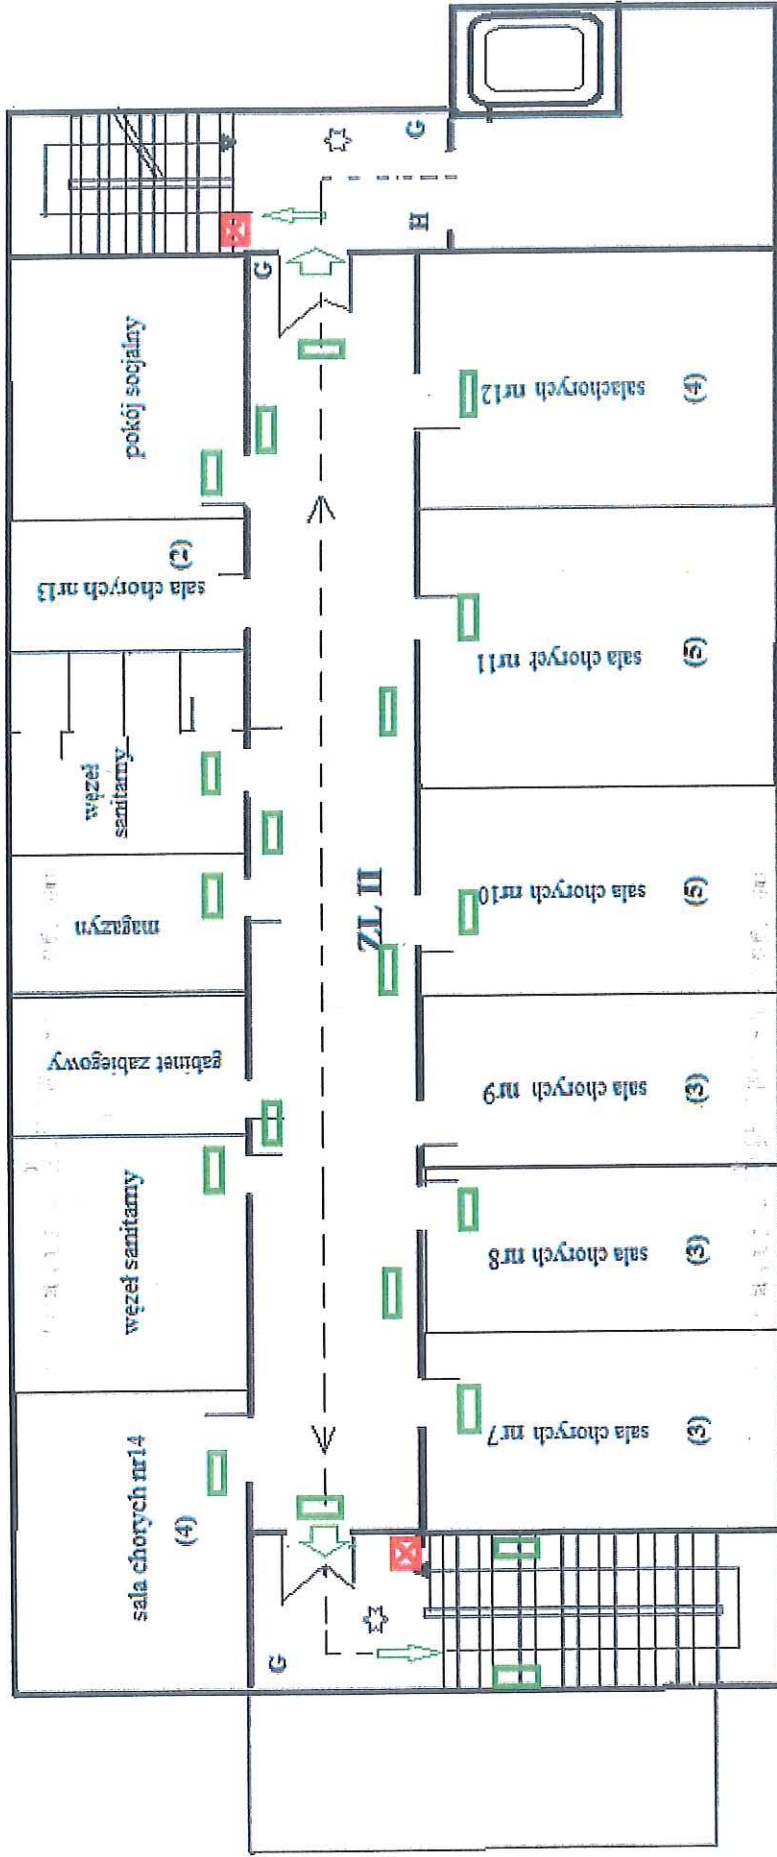 G
H
G
pokój socjalny
sala chorych nr13
(2)
węzeł
sanitarny
magazyn
gabinet zabiegowy
węzeł sanitarny
sala chorych nr14
(4)
ZL II
salachorych nr12
(4)
sala chorych nr11
(5)
sala chorych nr10
(5)
sala chorych nr9
(3)
sala chorych nr8
(3)
sala chorych nr7
(3)
G